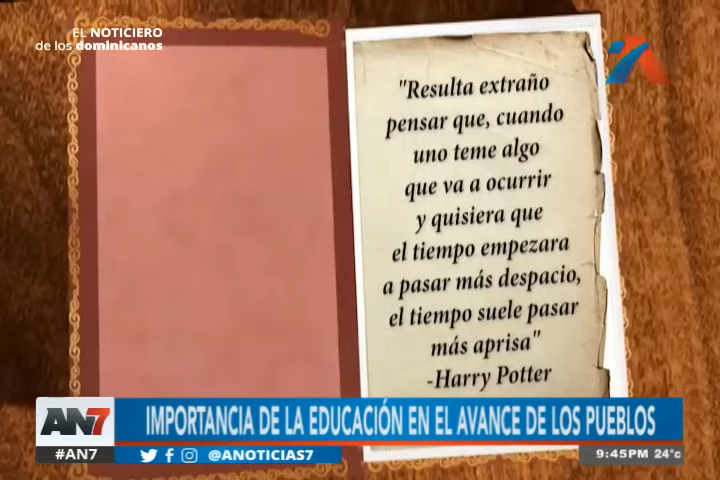 EL NOTICIERO
de los dominicanos
"Resulta extraño
pensar que, cuando
uno teme algo
que va a ocurrir
y quisiera que
el tiempo empezara
a pasar más despacio,
el tiempo suele pasar
más aprisa"
-Harry Potter
AN7
IMPORTANCIA DE LA EDUCACIÓN EN EL AVANCE DE LOS PUEBLOS
#AN7
@ANOTICIAS7
9:45PM 24°c